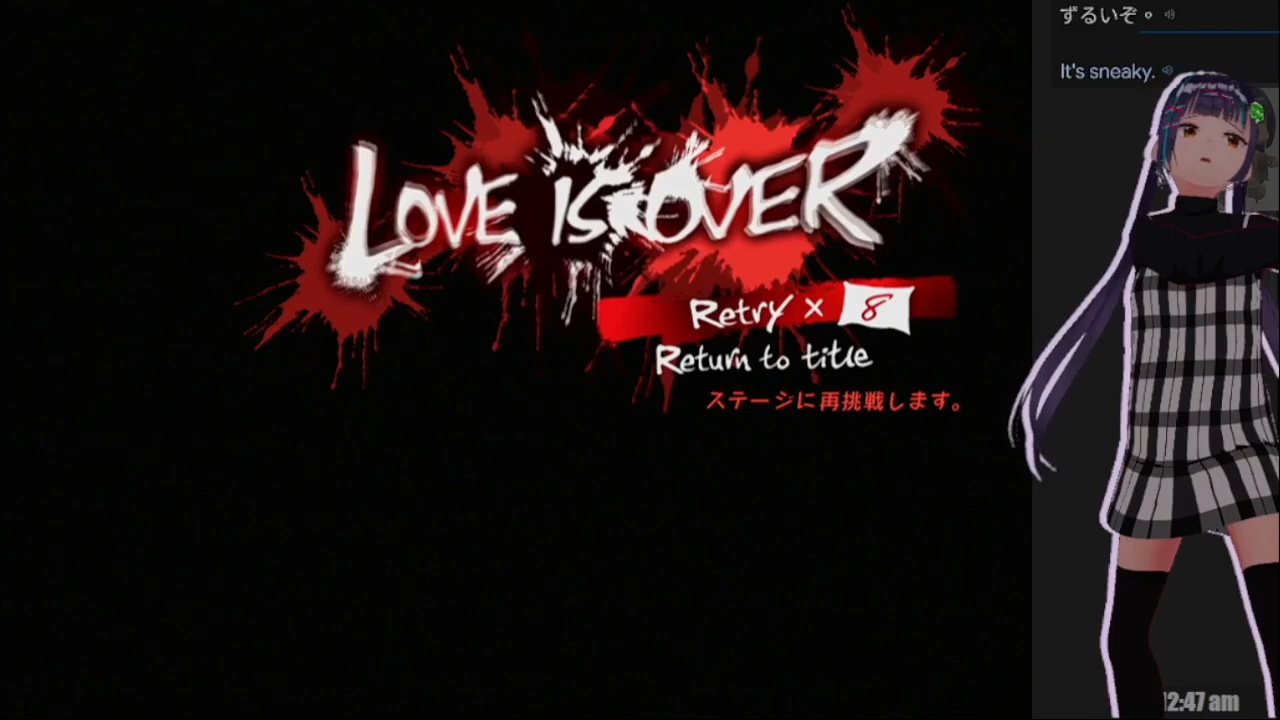 ずるいぞ。
It's sneaky.
LOVE IS OVER
Retry × 8
Return to title
ステージに再挑戦します。
12:47 am